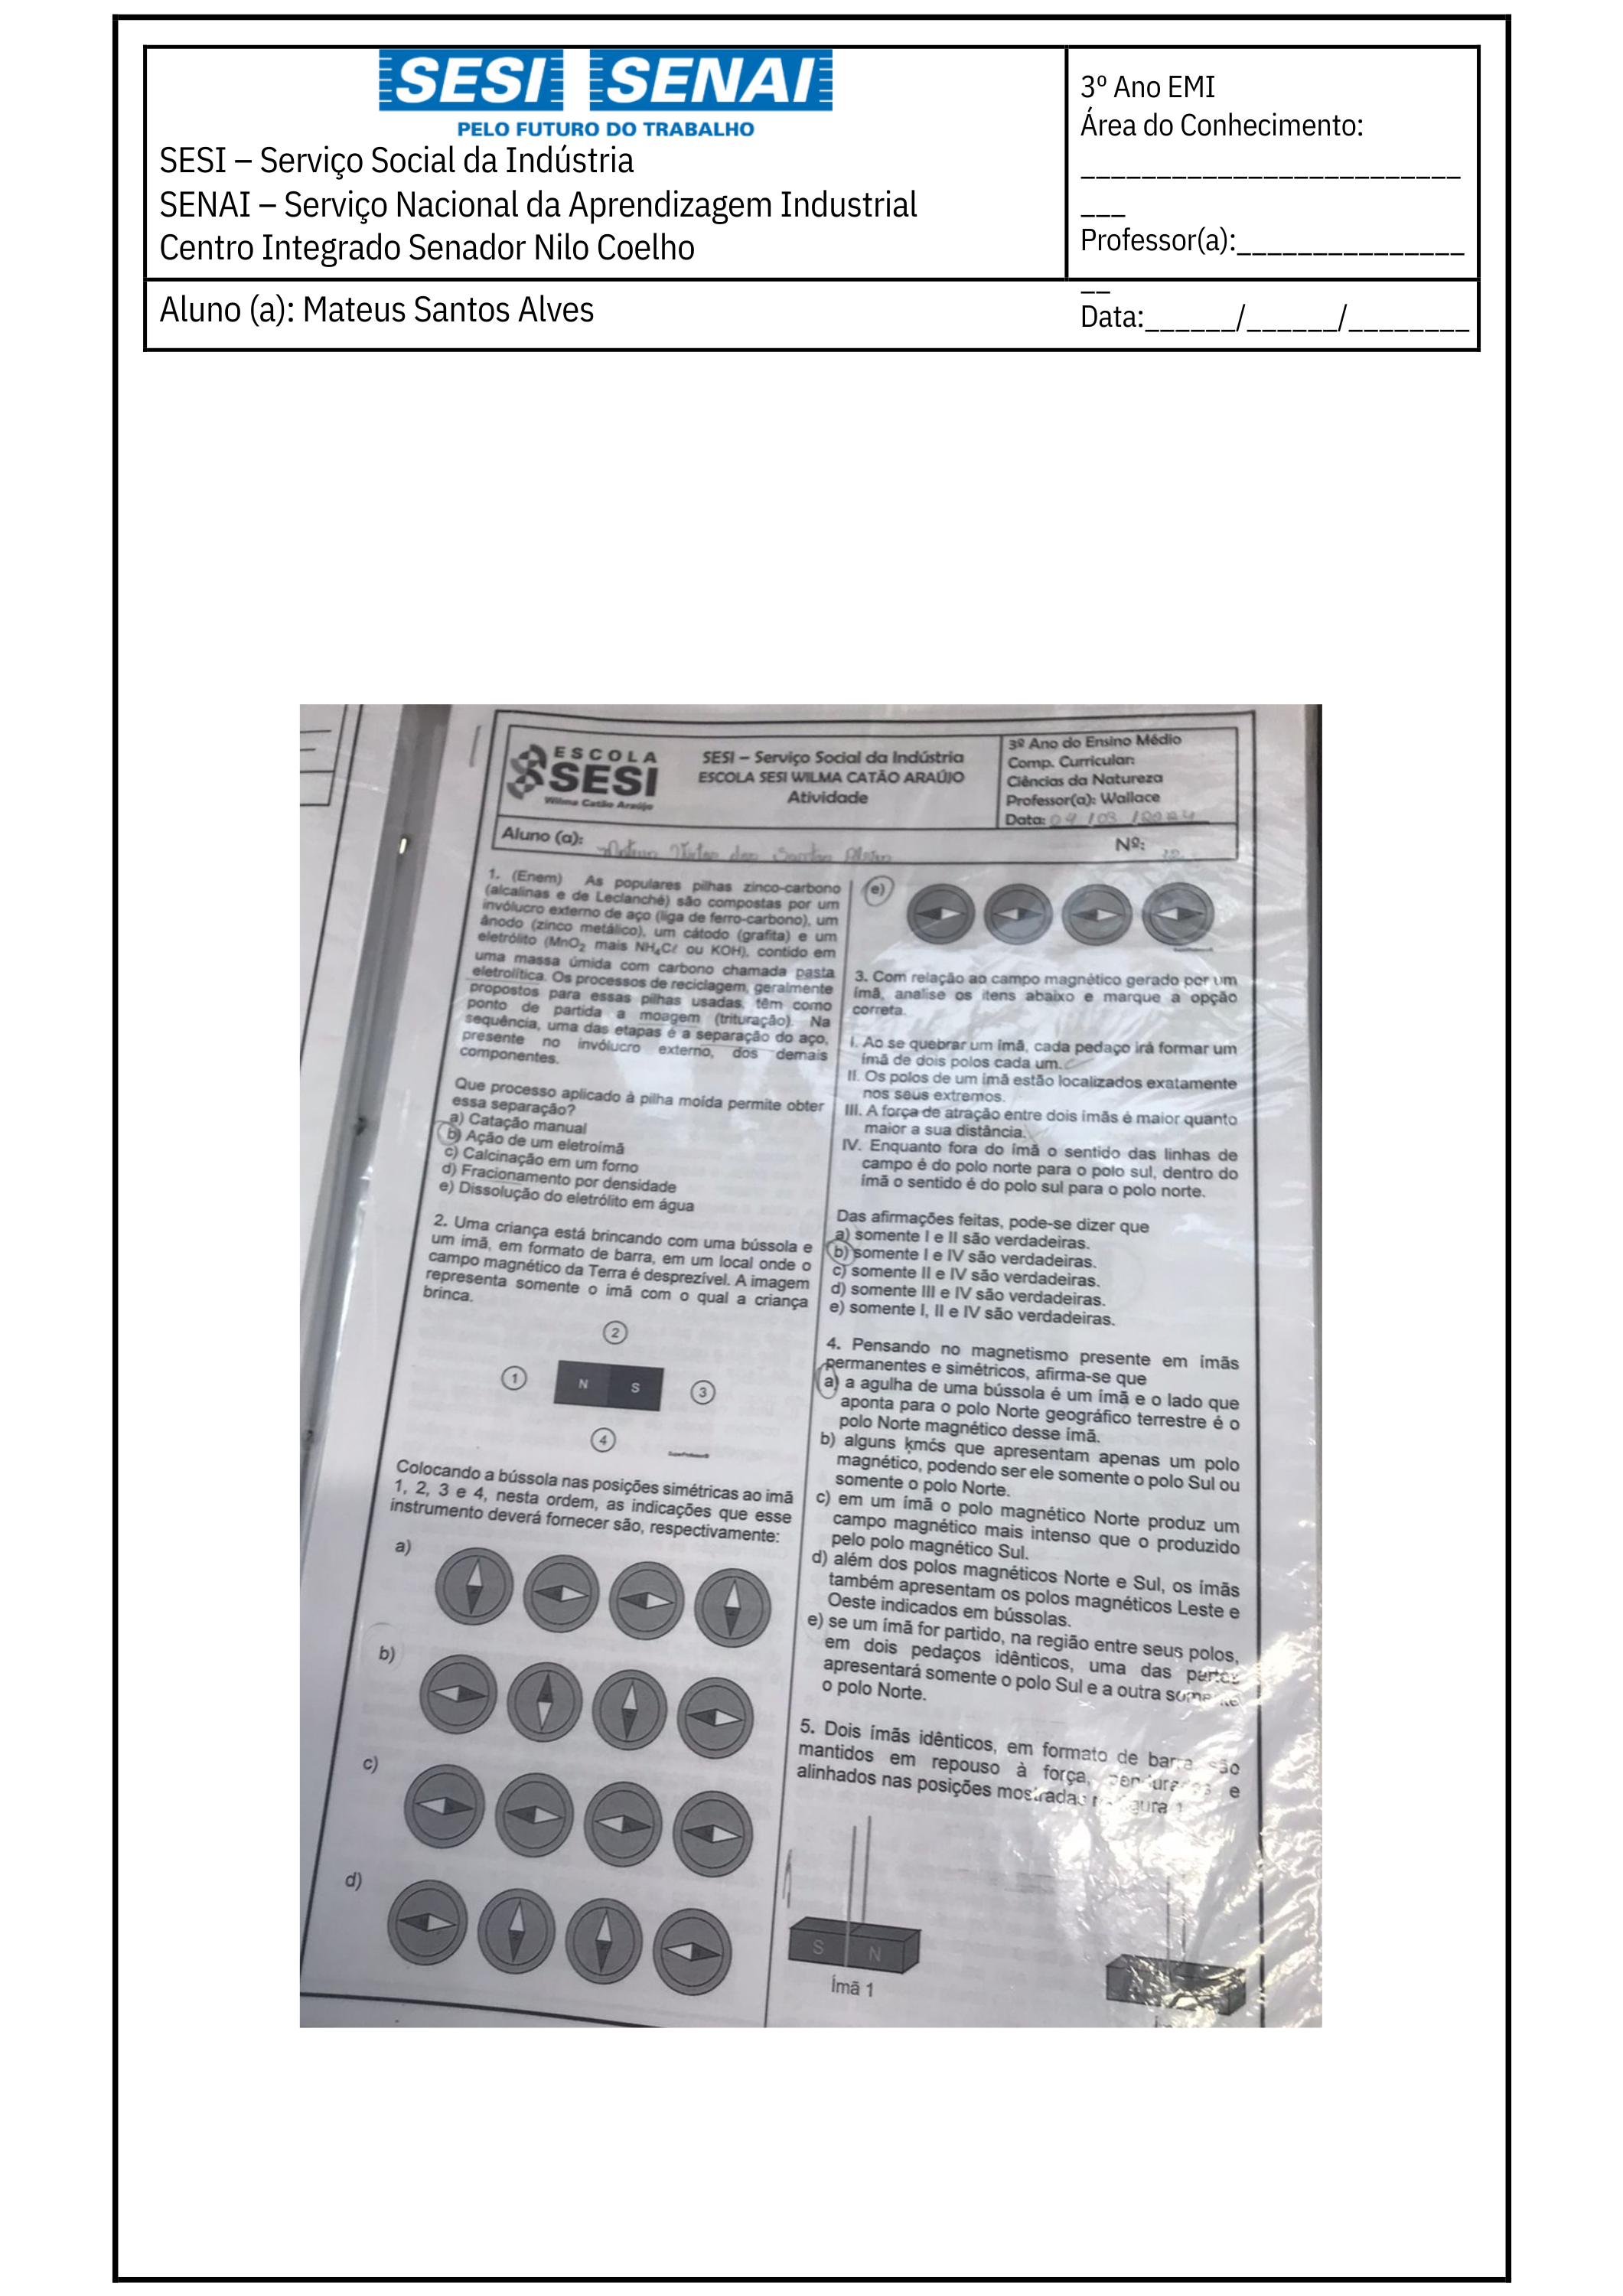 SESI SENAI
PELO FUTURO DO TRABALHO
SESI – Serviço Social da Indústria
SENAI – Serviço Nacional da Aprendizagem Industrial
Centro Integrado Senador Nilo Coelho
3º Ano EMI
Área do Conhecimento:
_________________________
___
Professor(a):_______________
__
Data:______/______/________
Aluno (a): Mateus Santos Alves
ESCOLA
SESI
Wilma Catão Araújo
SESI – Serviço Social da Indústria
ESCOLA SESI WILMA CATÃO ARAÚJO
Atividade
3º Ano do Ensino Médio
Comp. Curricular:
Ciências da Natureza
Professor(a): Wallace
Data: 04/03/2024
Aluno (a): dos Santos Alves
Nº:
1. (Enem) As populares pilhas zinco-carbono
(alcalinas e de Leclanché) são compostas por um
invólucro externo de aço (liga de ferro-carbono), um
ânodo (zinco metálico), um cátodo (grafita) e um
eletrólito (MnO₂ mais NH₄Cℓ ou KOH), contido em
uma massa úmida com carbono chamada pasta
eletrolítica. Os processos de reciclagem, geralmente
propostos para essas pilhas usadas, têm como
ponto de partida a moagem (trituração). Na
sequência, uma das etapas é a separação do aço,
presente no invólucro externo, dos demais
componentes.
Que processo aplicado à pilha moída permite obter
essa separação?
a) Catação manual
b) Ação de um eletroímã
c) Calcinação em um forno
d) Fracionamento por densidade
e) Dissolução do eletrólito em água
2. Uma criança está brincando com uma bússola e
um imã, em formato de barra, em um local onde o
campo magnético da Terra é desprezível. A imagem
representa somente o imã com o qual a criança
brinca.
2
1 N S 3
4
SuperProfessor®
Colocando a bússola nas posições simétricas ao imã
1, 2, 3 e 4, nesta ordem, as indicações que esse
instrumento deverá fornecer são, respectivamente:
a)
b)
c)
d)
e)
3. Com relação ao campo magnético gerado por um
ímã, analise os itens abaixo e marque a opção
correta.
I. Ao se quebrar um ímã, cada pedaço irá formar um
ímã de dois polos cada um.
II. Os polos de um ímã estão localizados exatamente
nos seus extremos.
III. A força de atração entre dois ímãs é maior quanto
maior a sua distância.
IV. Enquanto fora do ímã o sentido das linhas de
campo é do polo norte para o polo sul, dentro do
ímã o sentido é do polo sul para o polo norte.
Das afirmações feitas, pode-se dizer que
a) somente I e II são verdadeiras.
b) somente I e IV são verdadeiras.
c) somente II e IV são verdadeiras.
d) somente III e IV são verdadeiras.
e) somente I, II e IV são verdadeiras.
4. Pensando no magnetismo presente em ímãs
permanentes e simétricos, afirma-se que
a) a agulha de uma bússola é um ímã e o lado que
aponta para o polo Norte geográfico terrestre é o
polo Norte magnético desse ímã.
b) alguns ķmćs que apresentam apenas um polo
magnético, podendo ser ele somente o polo Sul ou
somente o polo Norte.
c) em um ímã o polo magnético Norte produz um
campo magnético mais intenso que o produzido
pelo polo magnético Sul.
d) além dos polos magnéticos Norte e Sul, os ímãs
também apresentam os polos magnéticos Leste e
Oeste indicados em bússolas.
e) se um ímã for partido, na região entre seus polos,
em dois pedaços idênticos, uma das partes
apresentará somente o polo Sul e a outra somente
o polo Norte.
5. Dois ímãs idênticos, em formato de barra, são
mantidos em repouso à força, pendurados e
alinhados nas posições mostradas na figura 1
S N
Ímã 1